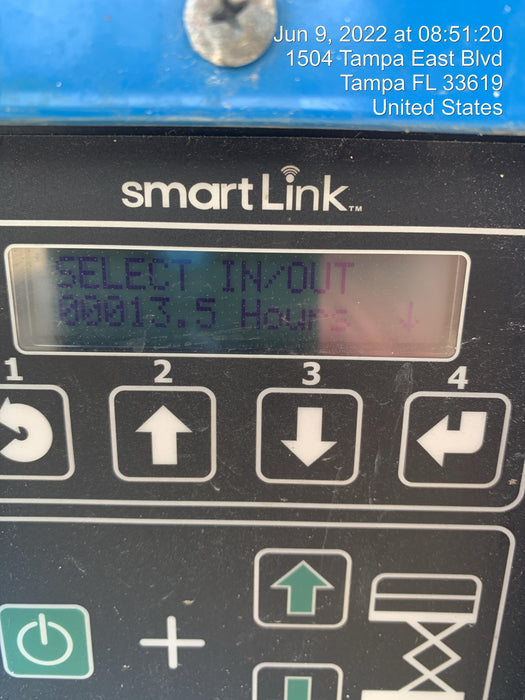 Jun 9, 2022 at 08:51:20
1504 Tampa East Blvd
Tampa FL 33619
United States
smartLink™
SELECT IN/OUT
00013.5 Hours ↓
1 2 3 4